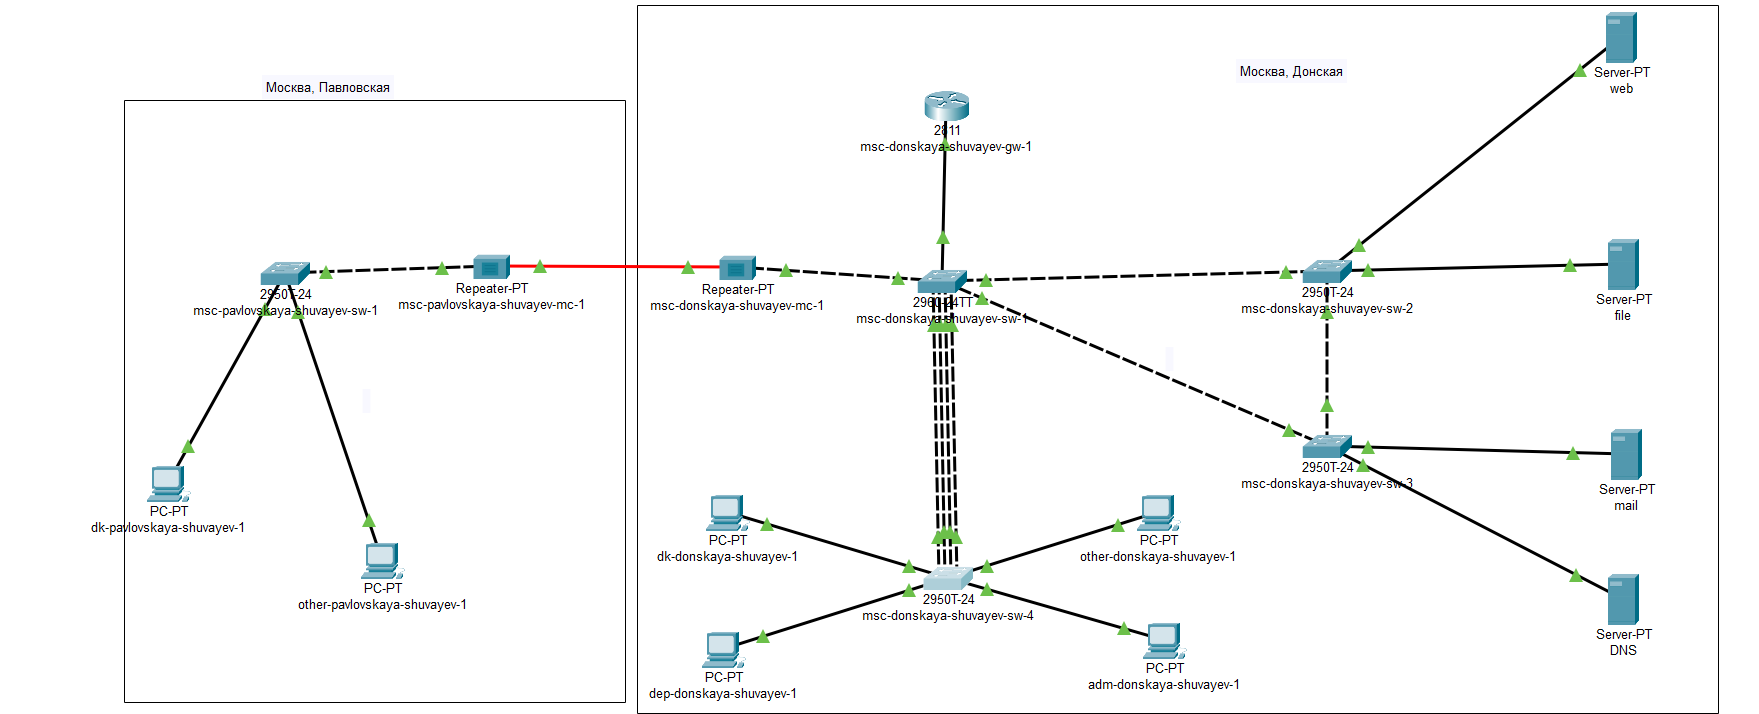 Москва, Павловская
Москва, Донская
Server-PT
web
2811
msc-donskaya-shuvayev-gw-1
2950T-24
msc-pavlovskaya-shuvayev-sw-1
Repeater-PT
msc-pavlovskaya-shuvayev-mc-1
Repeater-PT
msc-donskaya-shuvayev-mc-1
2960-24TT
msc-donskaya-shuvayev-sw-1
2950T-24
msc-donskaya-shuvayev-sw-2
Server-PT
file
2950T-24
msc-donskaya-shuvayev-sw-3
Server-PT
mail
PC-PT
dk-pavlovskaya-shuvayev-1
PC-PT
other-pavlovskaya-shuvayev-1
PC-PT
dk-donskaya-shuvayev-1
PC-PT
other-donskaya-shuvayev-1
2950T-24
msc-donskaya-shuvayev-sw-4
PC-PT
dep-donskaya-shuvayev-1
PC-PT
adm-donskaya-shuvayev-1
Server-PT
DNS